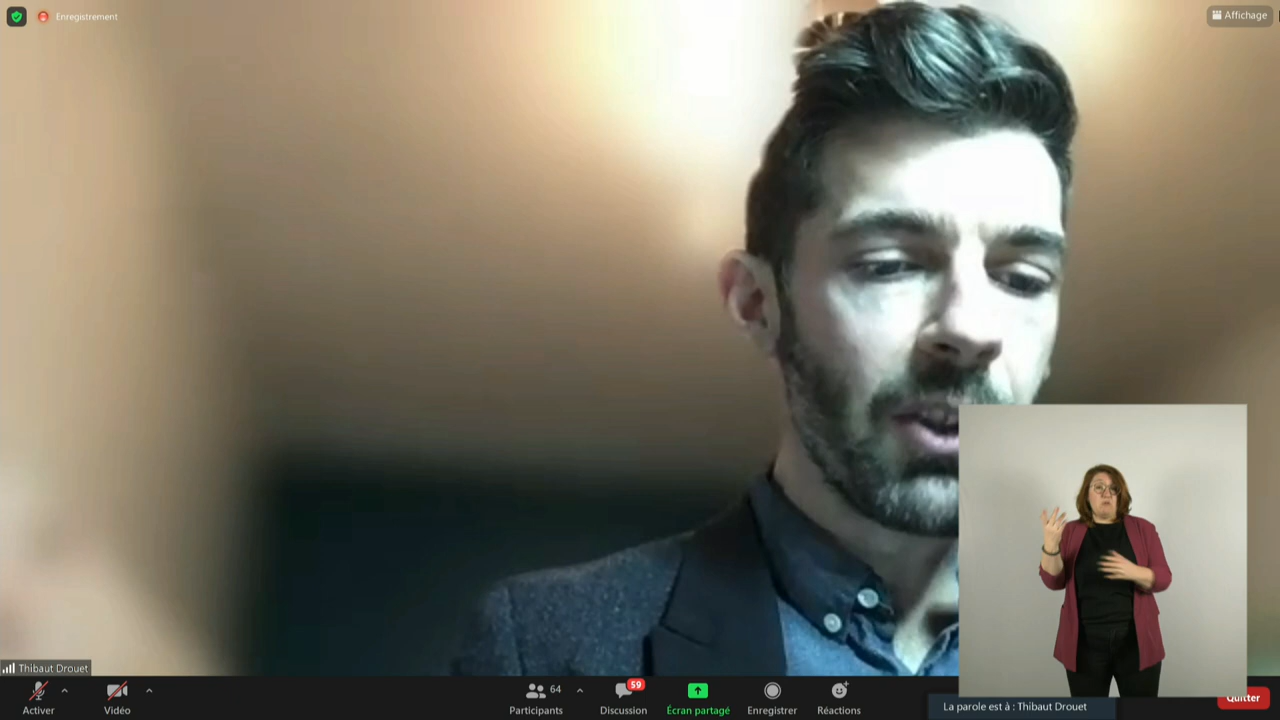 Enregistrement
Affichage
Thibaut Drouet
Activer
Vidéo
64
Participants
59
Discussion
Écran partagé
Enregistrer
Réactions
La parole est à : Thibaut Drouet
Quitter